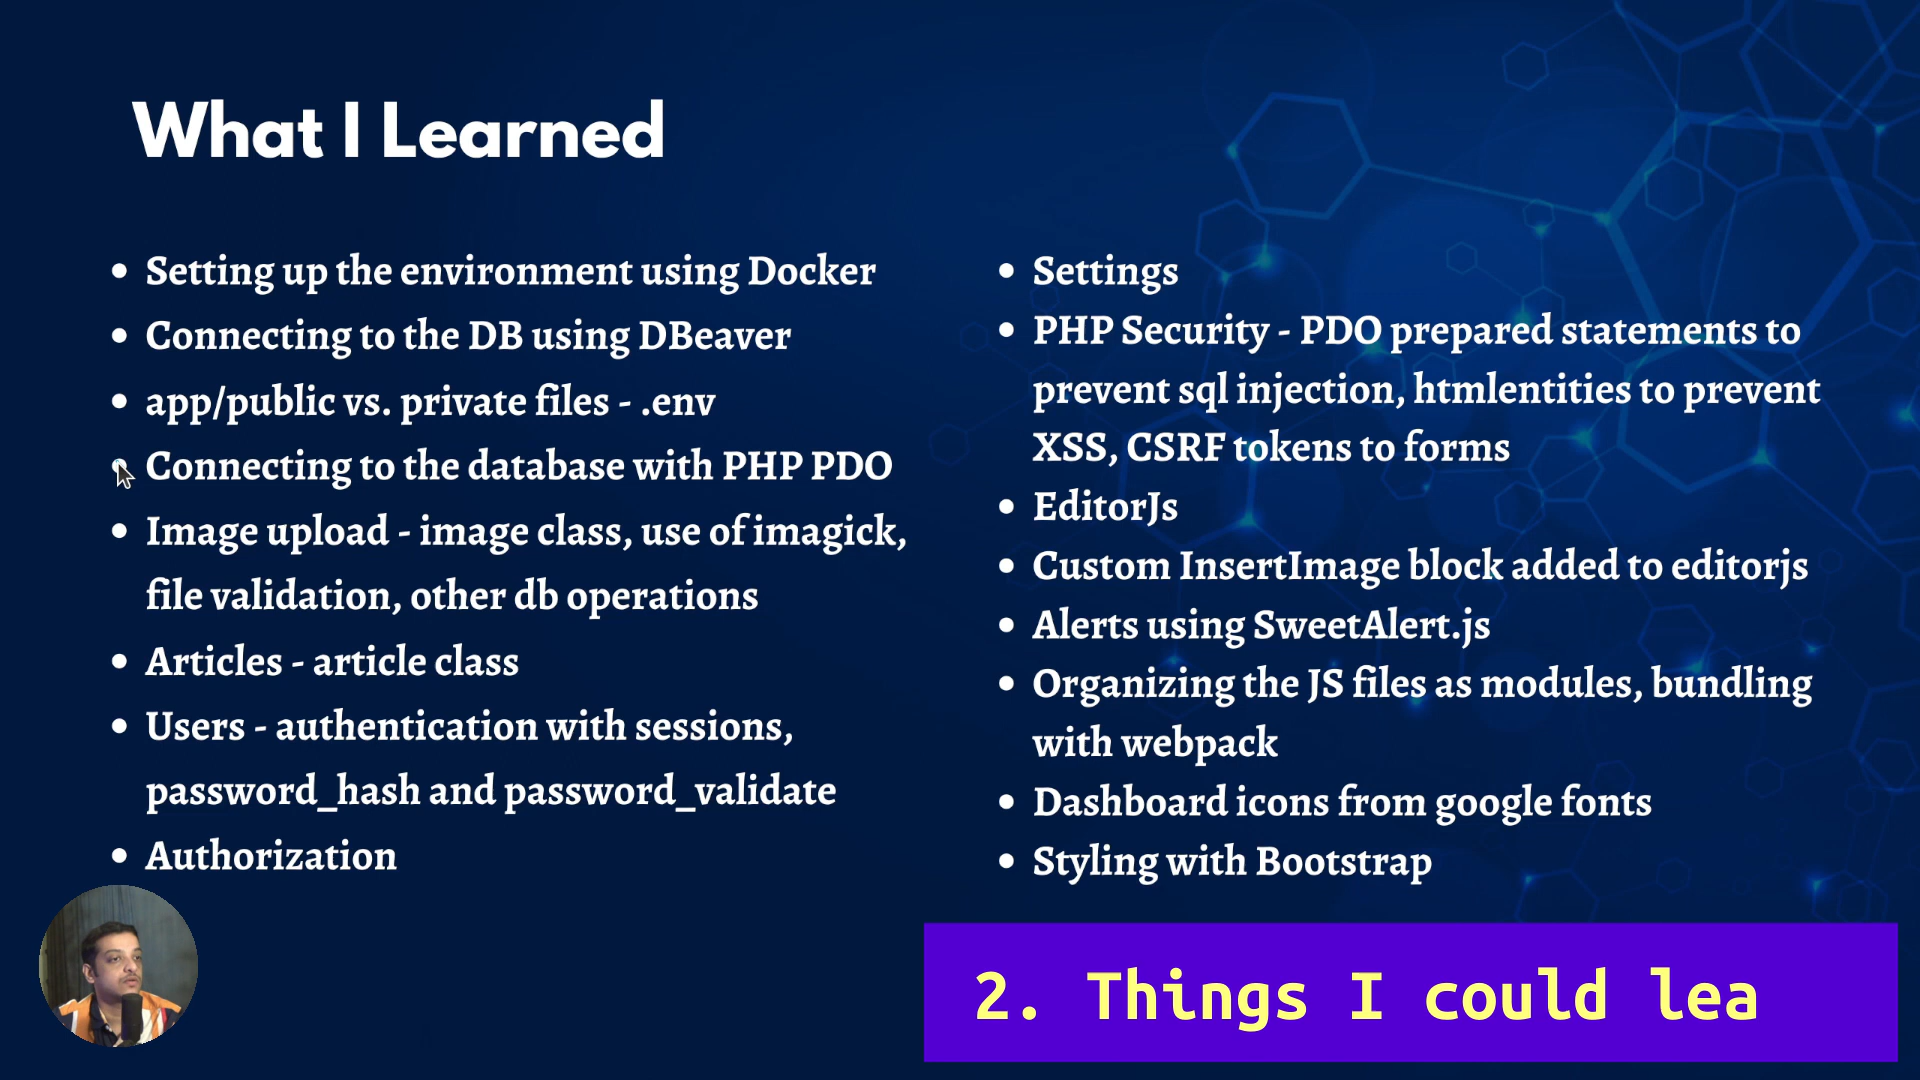 What I Learned
Setting up the environment using Docker
Connecting to the DB using DBeaver
app/public vs. private files - .env
Connecting to the database with PHP PDO
Image upload - image class, use of imagick,
file validation, other db operations
Articles - article class
Users - authentication with sessions,
password_hash and password_validate
Authorization
Settings
PHP Security - PDO prepared statements to
prevent sql injection, htmlentities to prevent
XSS, CSRF tokens to forms
EditorJs
Custom InsertImage block added to editorjs
Alerts using SweetAlert.js
Organizing the JS files as modules, bundling
with webpack
Dashboard icons from google fonts
Styling with Bootstrap
2. Things I could lea